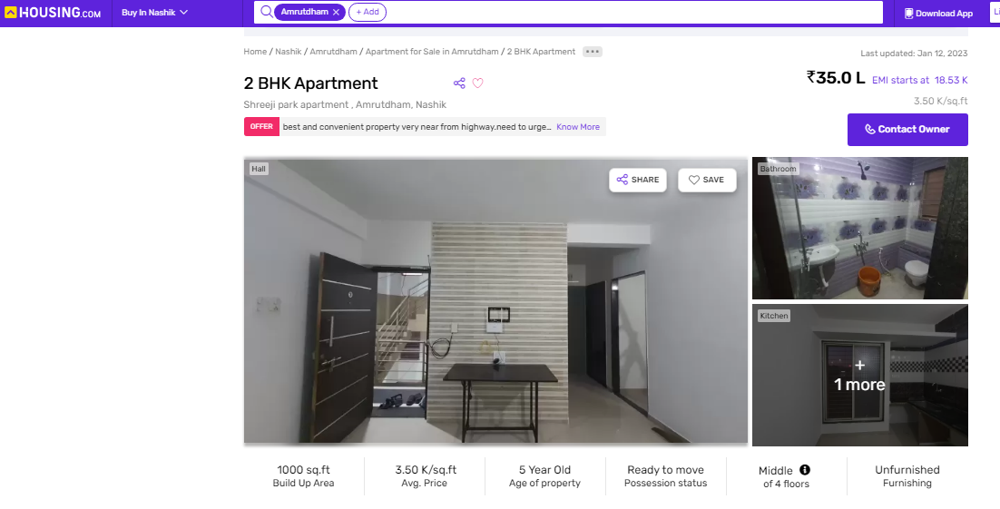 HOUSING.COM
Buy In Nashik
Amrutdham
+ Add
Download App
Home / Nashik / Amrutdham / Apartment for Sale in Amrutdham / 2 BHK Apartment
Last updated: Jan 12, 2023
2 BHK Apartment
₹35.0 L EMI starts at 18.53 K
Shreeji park apartment , Amrutdham, Nashik
3.50 K/sq.ft
OFFER best and convenient property very near from highway.need to urge... Know More
Contact Owner
Hall
SHARE
SAVE
Bathroom
Kitchen
+
1 more
1000 sq.ft
Build Up Area
3.50 K/sq.ft
Avg. Price
5 Year Old
Age of property
Ready to move
Possession status
Middle
of 4 floors
Unfurnished
Furnishing